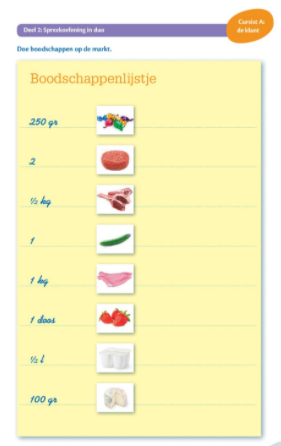 Cursist A:
de klant
Deel 2: Spreekoefening in duo
Doe boodschappen op de markt.
Boodschappenlijstje
250 gr
2
½ kg
1
1 kg
1 doos
½ l
100 gr